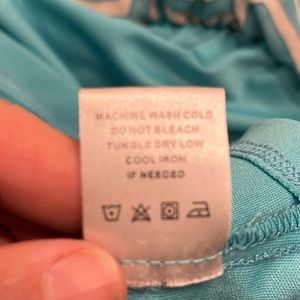 MACHINE WASH COLD
DO NOT BLEACH
TUMBLE DRY LOW
COOL IRON
IF NEEDED